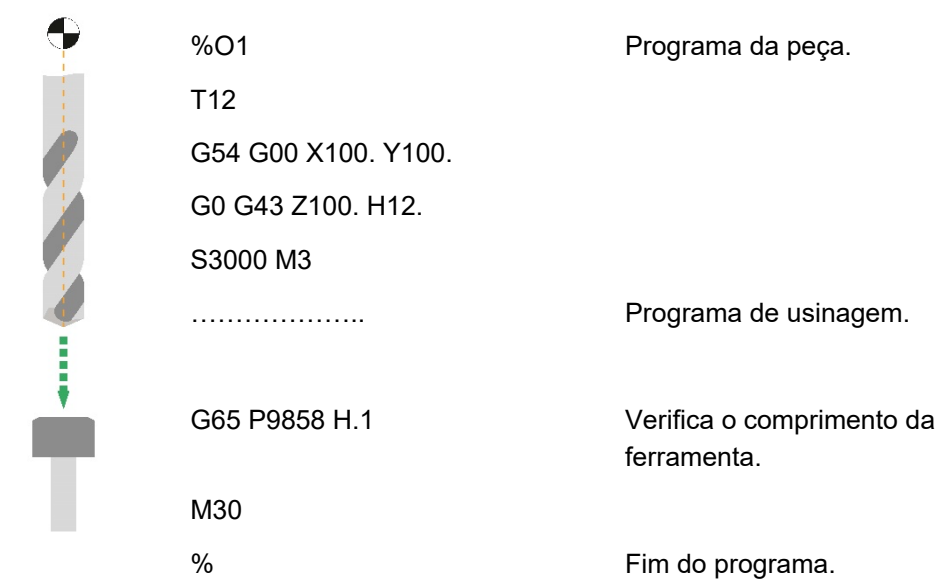 %O1 Programa da peça.
T12
G54 G00 X100. Y100.
G0 G43 Z100. H12.
S3000 M3
……………….. Programa de usinagem.
G65 P9858 H.1 Verifica o comprimento da
ferramenta.
M30
% Fim do programa.